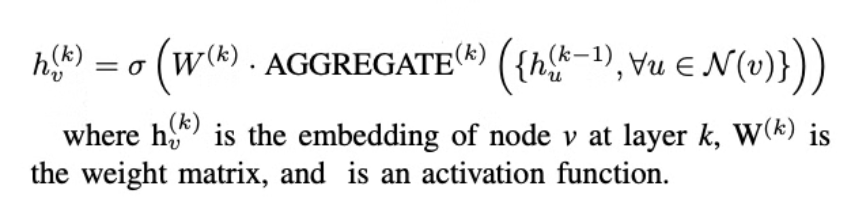 h_v^{(k)} = σ ( W^{(k)} · AGGREGATE^{(k)} ( {h_u^{(k−1)}, ∀u ∈ N(v)} ) )
where h_v^{(k)} is the embedding of node v at layer k, W^{(k)} is
the weight matrix, and is an activation function.